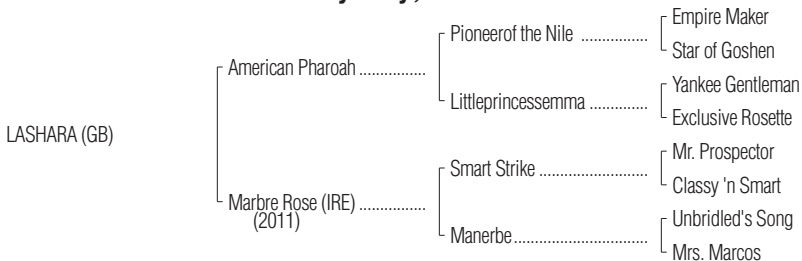 Empire Maker
Pioneerof the Nile ................
Star of Goshen
American Pharoah ................
Yankee Gentleman
Littleprincessemma ..............
Exclusive Rosette
LASHARA (GB)
Mr. Prospector
Smart Strike ..........................
Classy 'n Smart
Marbre Rose (IRE) ................
(2011)
Unbridled's Song
Manerbe................................
Mrs. Marcos